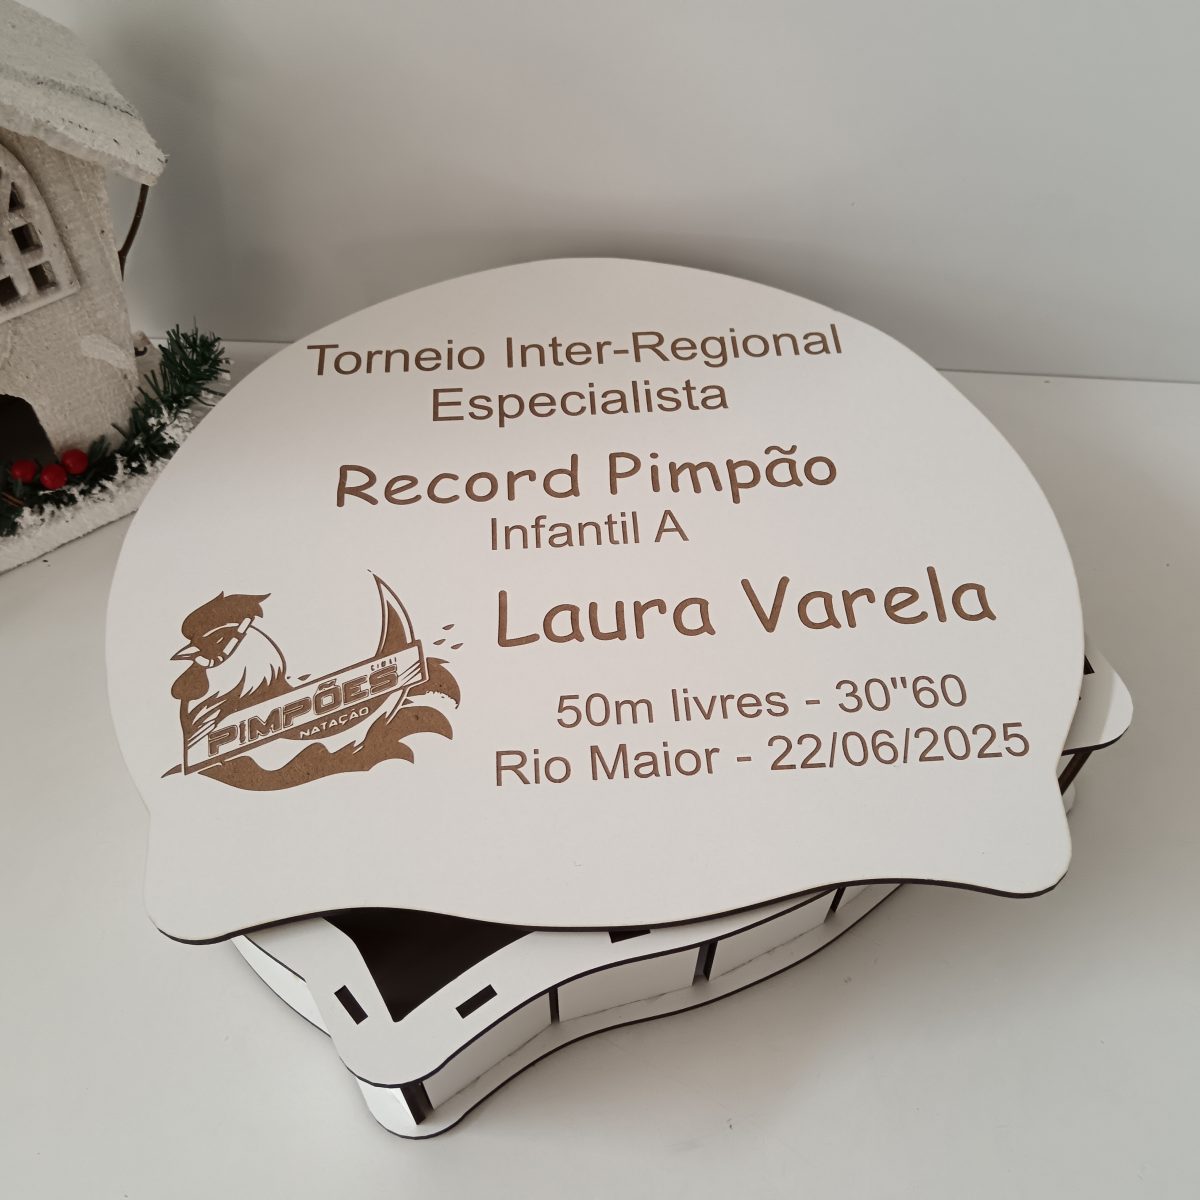 Torneio Inter-Regional
Especialista
Record Pimpão
Infantil A
Laura Varela
CIBLI
PIMPÕES
NATAÇÃO
50m livres - 30"60
Rio Maior - 22/06/2025